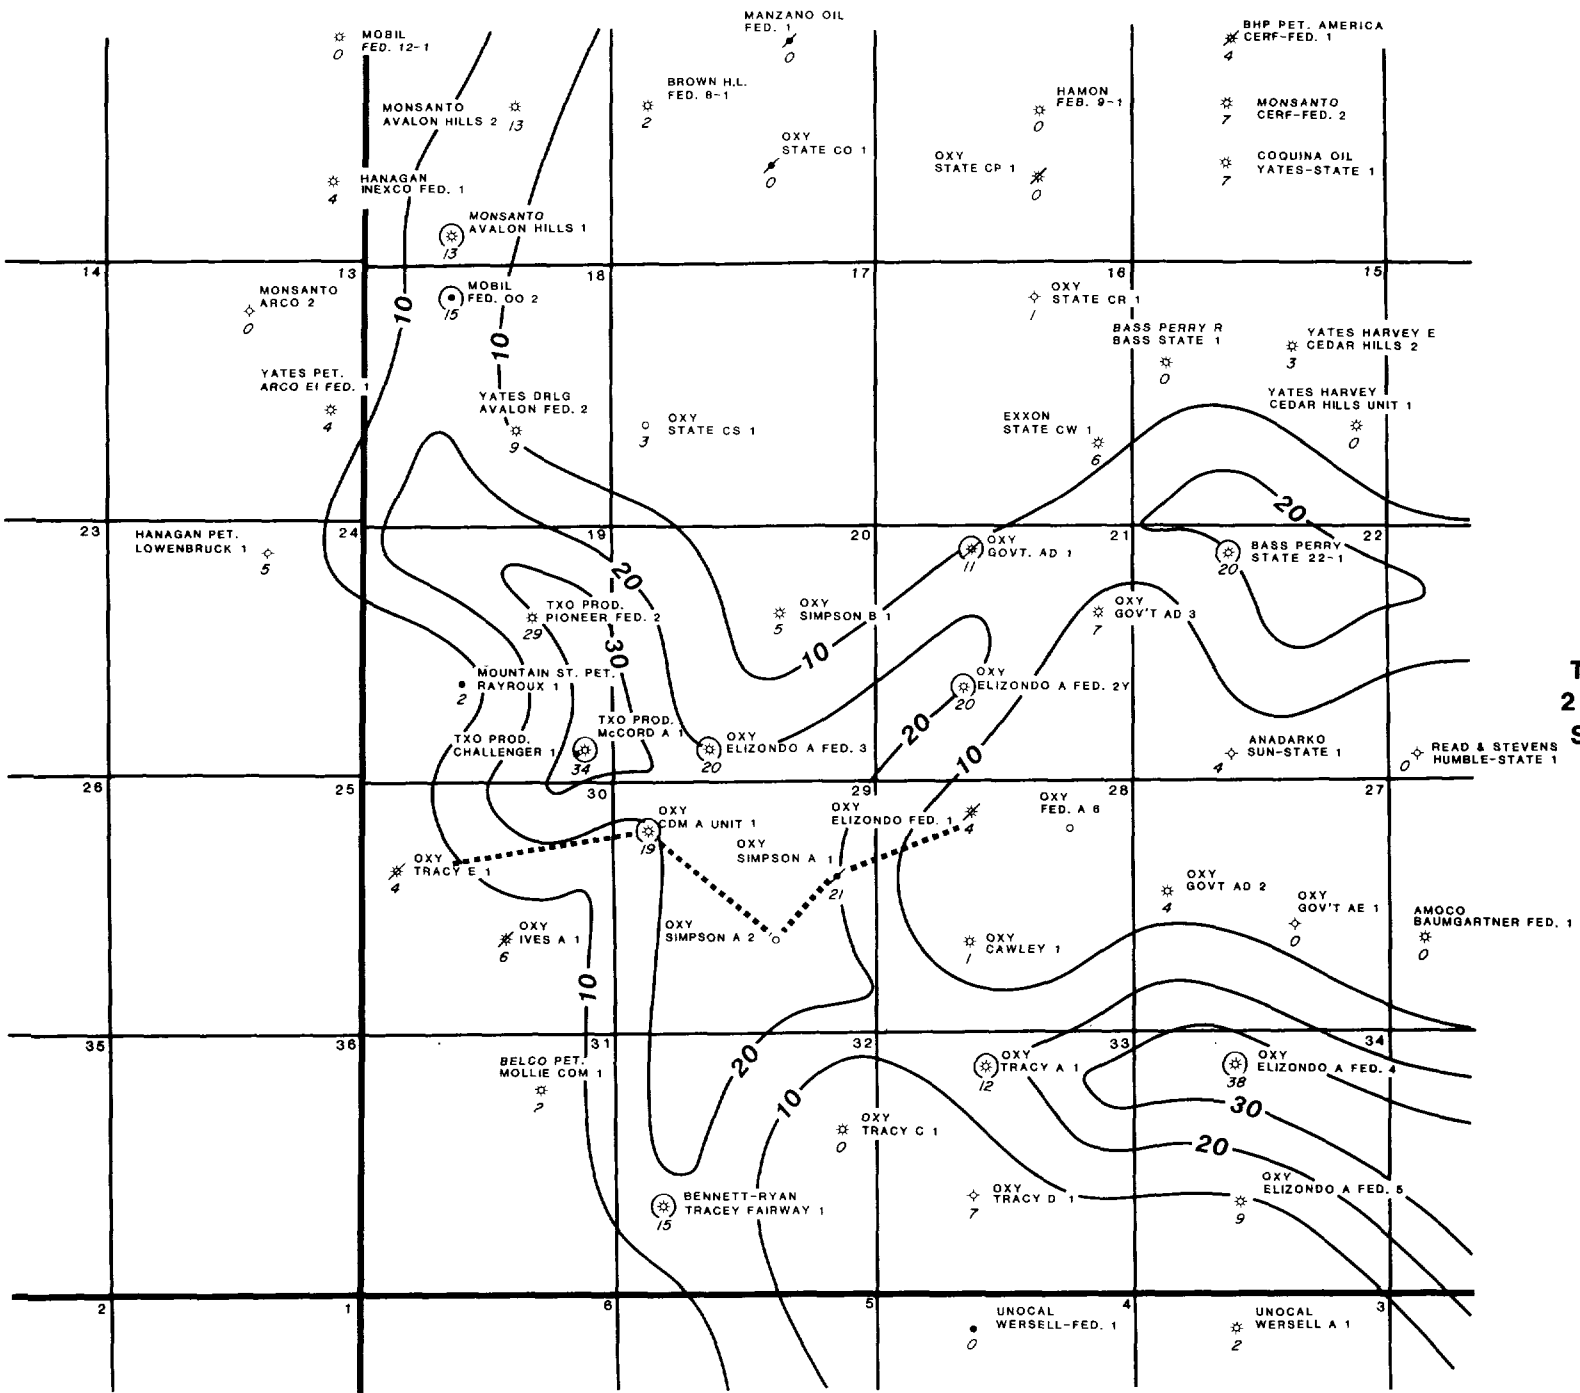 MANZANO OIL
FED. 1
0
MOBIL
FED. 12-1
0
BHP PET. AMERICA
CERF-FED. 1
4
BROWN H.L.
FED. 8-1
2
MONSANTO
AVALON HILLS 2
13
HAMON
FEB. 9-1
0
MONSANTO
CERF-FED. 2
7
OXY
STATE CO 1
0
OXY
STATE CP 1
0
COQUINA OIL
YATES-STATE 1
7
HANAGAN
INEXCO FED. 1
4
MONSANTO
AVALON HILLS 1
13
14
13
18
17
16
15
MONSANTO
ARCO 2
0
10
MOBIL
FED. OO 2
15
10
OXY
STATE CR 1
1
BASS PERRY R
BASS STATE 1
0
YATES HARVEY E
CEDAR HILLS 2
3
YATES PET.
ARCO EI FED. 1
4
YATES DRLG
AVALON FED. 2
9
OXY
STATE CS 1
3
EXXON
STATE CW 1
6
YATES HARVEY
CEDAR HILLS UNIT 1
0
20
23
24
19
20
21
22
HANAGAN PET.
LOWENBRUCK 1
5
OXY
GOVT. AD 1
11
BASS PERRY
STATE 22-1
20
20
TXO PROD.
PIONEER FED. 2
29
30
OXY
SIMPSON B 1
5
10
OXY
GOV'T AD 3
7
MOUNTAIN ST. PET.
RAYROUX 1
2
OXY
ELIZONDO A FED. 2Y
20
T
2
S
TXO PROD.
CHALLENGER 1
TXO PROD.
McCORD A 1
34
OXY
ELIZONDO A FED. 3
20
20
10
ANADARKO
SUN-STATE 1
4
READ & STEVENS
HUMBLE-STATE 1
0
26
25
30
29
28
27
OXY
CDM A UNIT 1
19
OXY
ELIZONDO FED. 1
4
OXY
FED. A 6
OXY
TRACY E 1
4
OXY
SIMPSON A 1
21
OXY
GOVT AD 2
4
OXY
GOV'T AE 1
0
AMOCO
BAUMGARTNER FED. 1
0
OXY
IVES A 1
6
OXY
SIMPSON A 2
OXY
CAWLEY 1
1
10
35
36
31
32
33
34
BELCO PET.
MOLLIE COM 1
?
20
OXY
TRACY A 1
12
OXY
ELIZONDO A FED. 4
38
10
30
OXY
TRACY C 1
0
20
BENNETT-RYAN
TRACEY FAIRWAY 1
15
OXY
TRACY D 1
7
OXY
ELIZONDO A FED. 5
9
2
1
6
5
4
3
UNOCAL
WERSELL-FED. 1
0
UNOCAL
WERSELL A 1
2